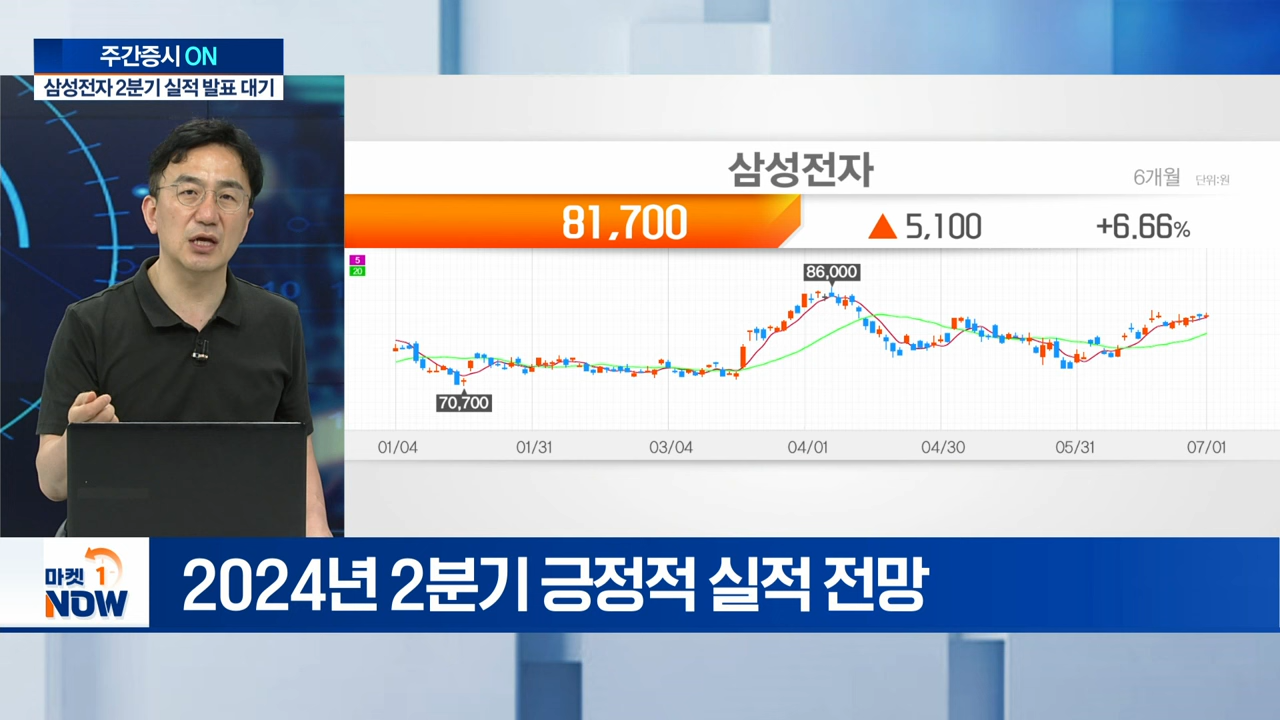 주간증시 ON
삼성전자 2분기 실적 발표 대기
삼성전자
6개월 단위:원
81,700 ▲ 5,100 +6.66%
5
20
86,000
70,700
01/04 01/31 03/04 04/01 04/30 05/31 07/01
마켓 1
NOW
2024년 2분기 긍정적 실적 전망